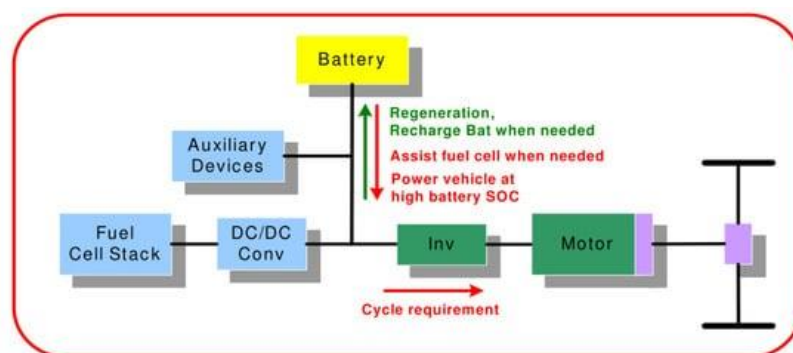 Battery
Regeneration,
Recharge Bat when needed
Auxiliary
Devices
Assist fuel cell when needed
Power vehicle at
high battery SOC
Fuel
Cell Stack
DC/DC
Conv
Inv
Motor
Cycle requirement